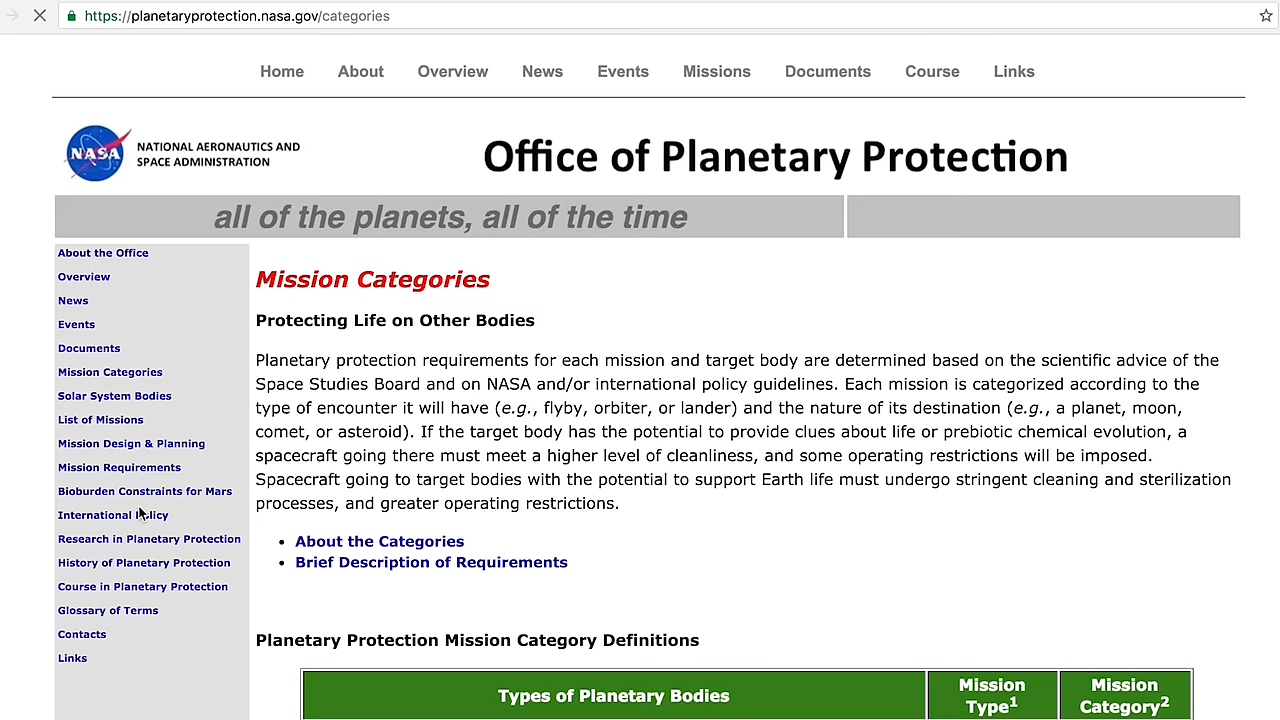 https://planetaryprotection.nasa.gov/categories
Home About Overview News Events Missions Documents Course Links
NASA
NATIONAL AERONAUTICS AND
SPACE ADMINISTRATION
Office of Planetary Protection
all of the planets, all of the time
About the Office
Overview
News
Events
Documents
Mission Categories
Solar System Bodies
List of Missions
Mission Design & Planning
Mission Requirements
Bioburden Constraints for Mars
International Policy
Research in Planetary Protection
History of Planetary Protection
Course in Planetary Protection
Glossary of Terms
Contacts
Links
Mission Categories
Protecting Life on Other Bodies
Planetary protection requirements for each mission and target body are determined based on the scientific advice of the
Space Studies Board and on NASA and/or international policy guidelines. Each mission is categorized according to the
type of encounter it will have (e.g., flyby, orbiter, or lander) and the nature of its destination (e.g., a planet, moon,
comet, or asteroid). If the target body has the potential to provide clues about life or prebiotic chemical evolution, a
spacecraft going there must meet a higher level of cleanliness, and some operating restrictions will be imposed.
Spacecraft going to target bodies with the potential to support Earth life must undergo stringent cleaning and sterilization
processes, and greater operating restrictions.
• About the Categories
• Brief Description of Requirements
Planetary Protection Mission Category Definitions
Types of Planetary Bodies
Mission
Type1
Mission
Category2